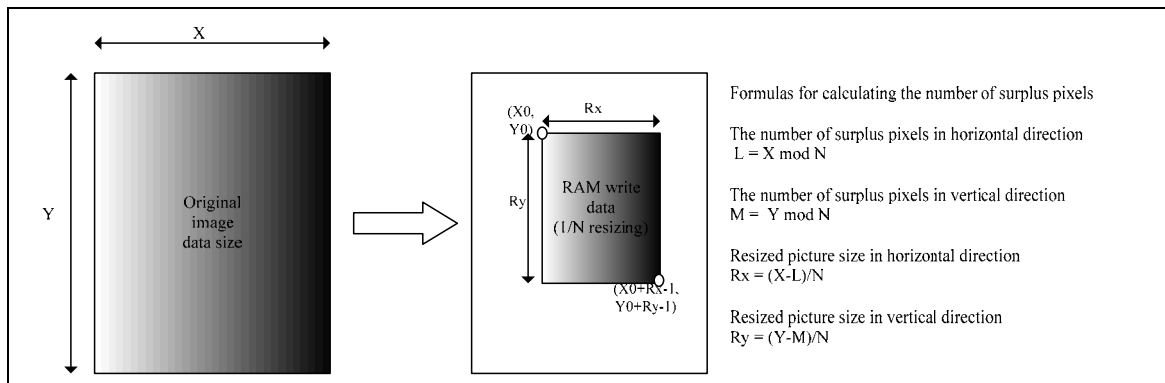 X
Y
Original
image
data size
(X0,
Y0)
Rx
Ry
RAM write
data
(1/N resizing)
(X0+Rx-1、
Y0+Ry-1)
Formulas for calculating the number of surplus pixels
The number of surplus pixels in horizontal direction
L = X mod N
The number of surplus pixels in vertical direction
M = Y mod N
Resized picture size in horizontal direction
Rx = (X-L)/N
Resized picture size in vertical direction
Ry = (Y-M)/N